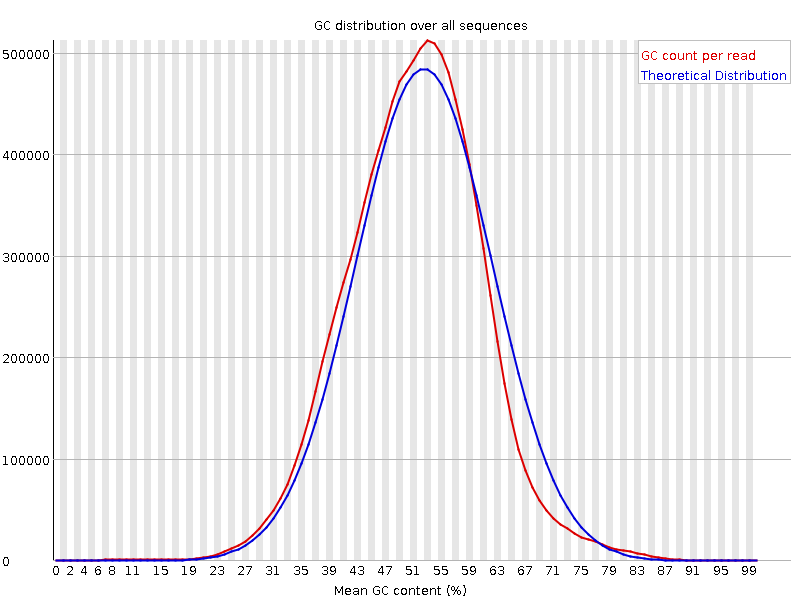 GC distribution over all sequences
500000
GC count per read
Theoretical Distribution
400000
300000
200000
100000
0
0 2 4 6 8 11 15 19 23 27 31 35 39 43 47 51 55 59 63 67 71 75 79 83 87 91 95 99
Mean GC content (%)